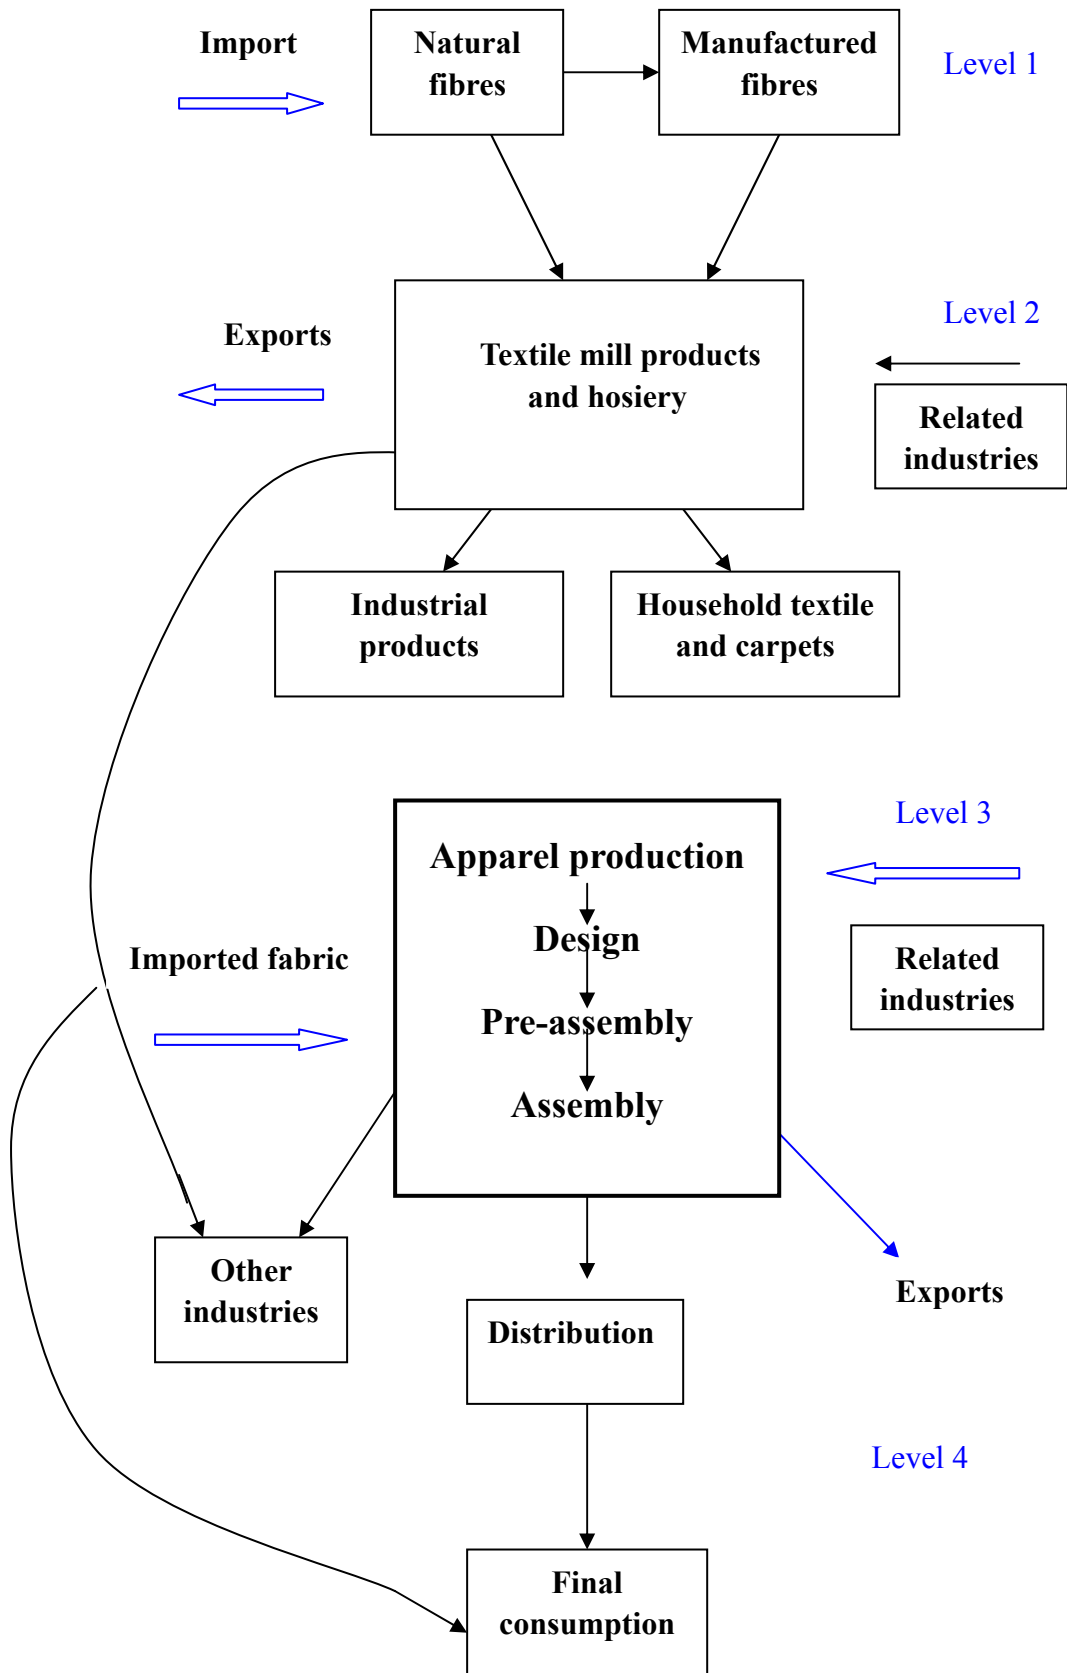 Import
Natural
fibres
Manufactured
fibres
Level 1
Exports
Textile mill products
and hosiery
Level 2
Related
industries
Industrial
products
Household textile
and carpets
Level 3
Apparel production
Design
Pre-assembly
Assembly
Imported fabric
Related
industries
Other
industries
Exports
Distribution
Level 4
Final
consumption